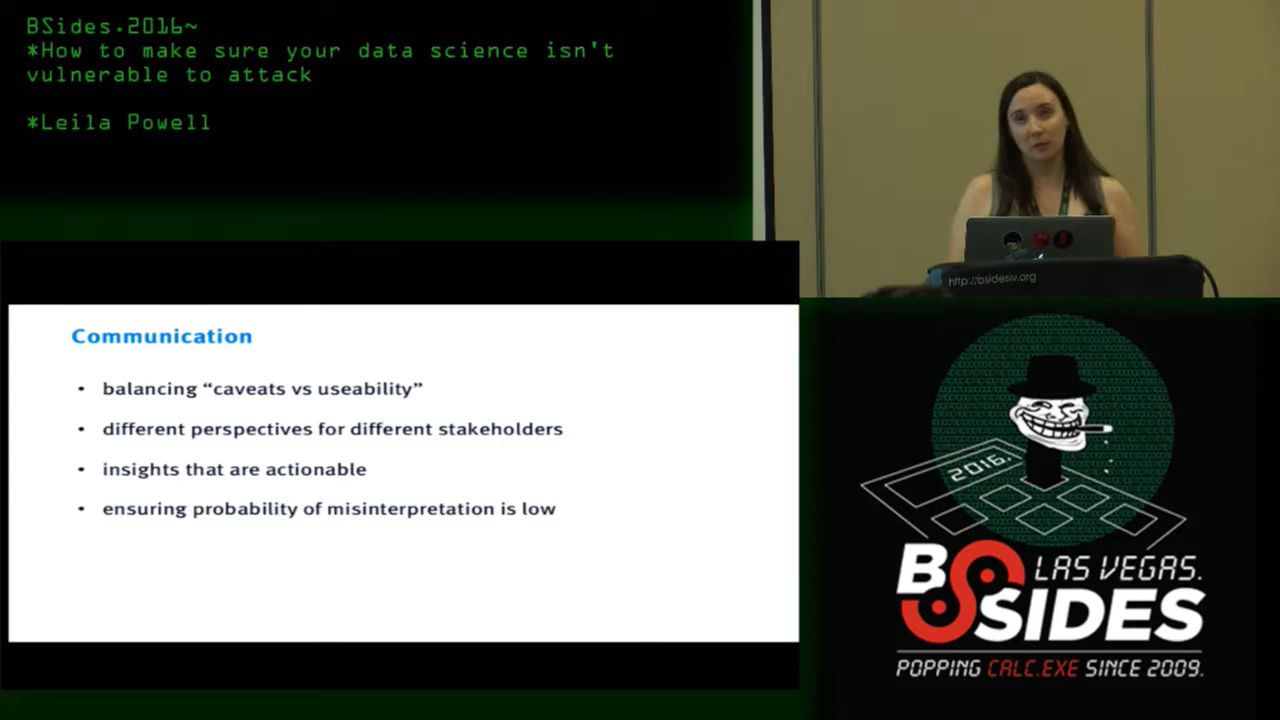 BSides.2016~
*How to make sure your data science isn't
vulnerable to attack
*Leila Powell
http://bsideslv.org
Communication
• balancing “caveats vs useability”
• different perspectives for different stakeholders
• insights that are actionable
• ensuring probability of misinterpretation is low
2016.
BSIDES
LAS VEGAS.
POPPING CALC.EXE SINCE 2009.